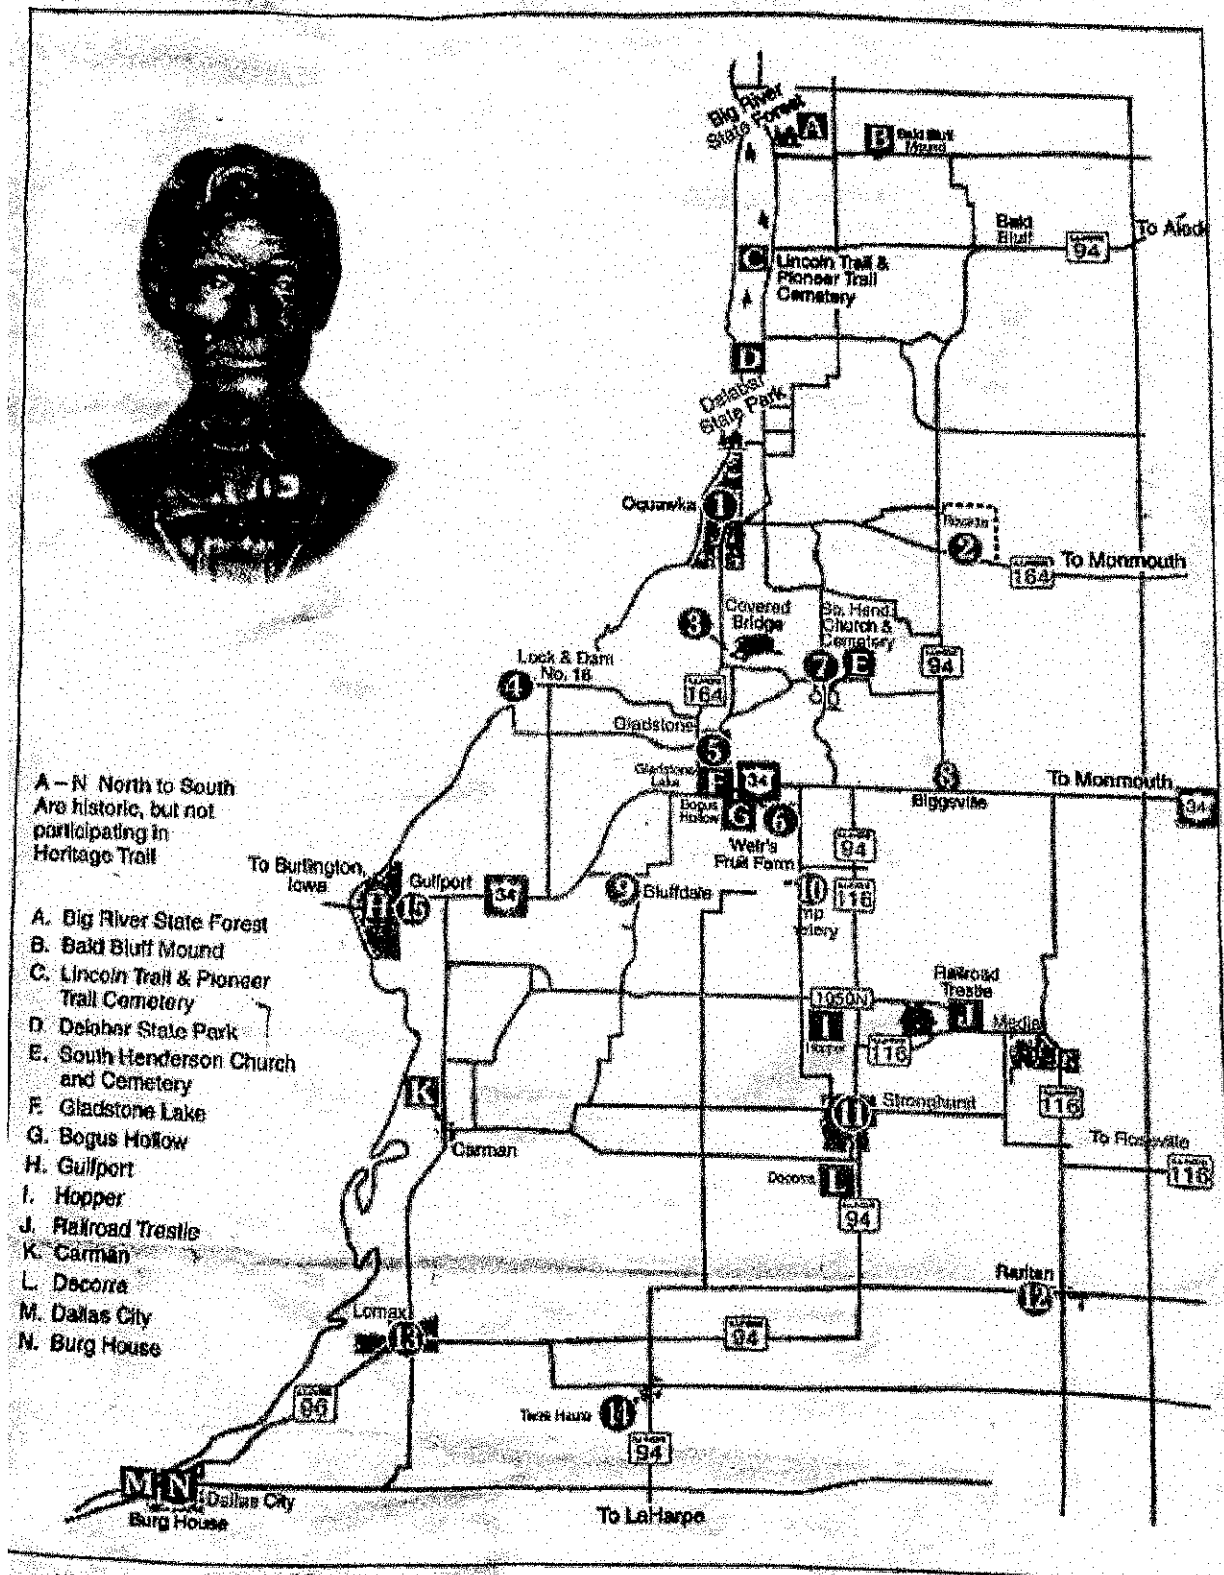 Big River
State Forest
A
B
Bald Bluff
Mound
Bald
Bluff
94
To Aled
C
Lincoln Trail &
Pioneer Trail
Cemetery
D
Delabar
State Park
Oquawka
1
2
To Monmouth
164
Covered
Bridge
3
So. Hend.
Church &
Cemetery
7
E
94
Lock & Dam
No. 18
4
164
Gladstone
5
Gladstone
Lake
F
34
Bogus
Hollow
G
6
Weir's
Fruit Farm
8
Biggsville
To Monmouth
34
94
A – N North to South
Are historic, but not
participating in
Heritage Trail
To Burlington,
Iowa
H
15
Gulfport
34
9
Bluffdale
10
mp
etery
116
A. Big River State Forest
B. Bald Bluff Mound
C. Lincoln Trail & Pioneer
Trail Cemetery
D. Delabar State Park
E. South Henderson Church
and Cemetery
F. Gladstone Lake
G. Bogus Hollow
H. Gulfport
I. Hopper
J. Railroad Trestle
K. Carman
L. Decorra
M. Dallas City
N. Burg House
Railroad
Trestle
1050N
I
Hopper
J
Media
116
K
Carman
11
Stronghurst
116
To Roseville
116
Decorra
L
94
Raritan
12
Lomax
13
94
96
14
94
M
N
Dallas City
Burg House
To LaHarpe